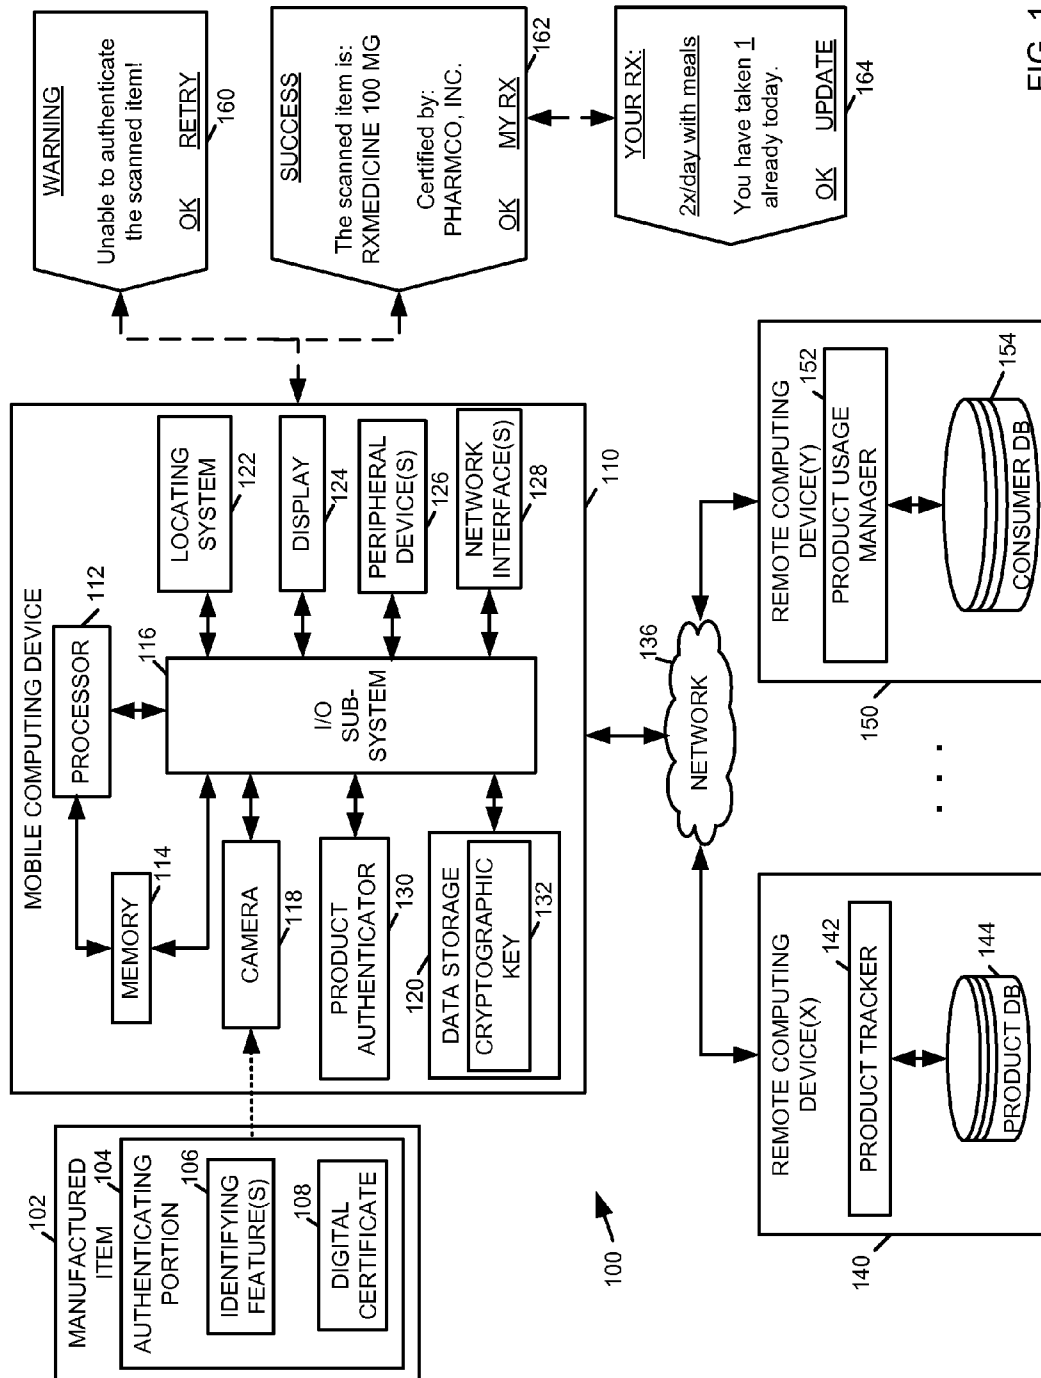 102
MANUFACTURED
ITEM
104
AUTHENTICATING
PORTION
106
IDENTIFYING
FEATURE(S)
108
DIGITAL
CERTIFICATE
100
MOBILE COMPUTING DEVICE
PROCESSOR
112
MEMORY
114
116
I/O
SUB-
SYSTEM
CAMERA
118
PRODUCT
AUTHENTICATOR
130
120
DATA STORAGE
CRYPTOGRAPHIC
KEY
132
LOCATING
SYSTEM
122
DISPLAY
124
PERIPHERAL
DEVICE(S)
126
NETWORK
INTERFACE(S)
128
110
WARNING
Unable to authenticate
the scanned item!
OK RETRY
160
SUCCESS
The scanned item is:
RXMEDICINE 100 MG
Certified by:
PHARMCO, INC.
OK MY RX
162
YOUR RX:
2x/day with meals
You have taken 1
already today.
OK UPDATE
164
136
NETWORK
REMOTE COMPUTING
DEVICE(X)
142
PRODUCT TRACKER
144
PRODUCT DB
140
. . .
REMOTE COMPUTING
DEVICE(Y)
152
PRODUCT USAGE
MANAGER
154
CONSUMER DB
150
FIG. 1